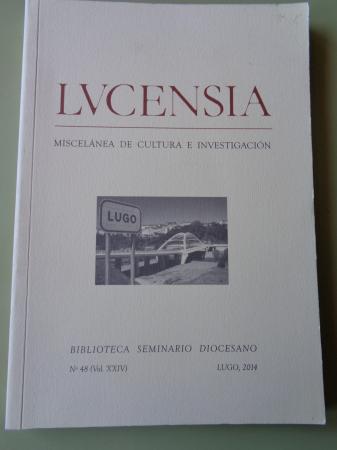 LVCENSIA
MISCELÁNEA DE CULTURA E INVESTIGACIÓN
LUGO
BIBLIOTECA SEMINARIO DIOCESANO
Nº 48 (Vol. XXIV) LUGO, 2014